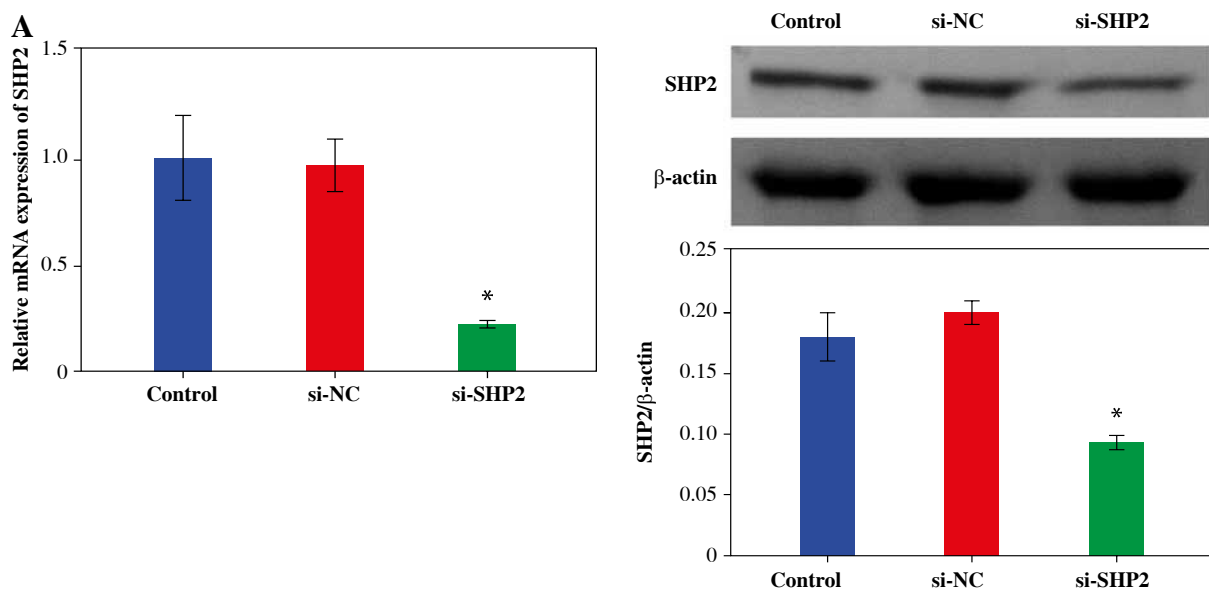 A
Relative mRNA expression of SHP2
1.5
1.0
0.5
0
*
Control si-NC si-SHP2
Control si-NC si-SHP2
SHP2
β-actin
SHP2/β-actin
0.25
0.20
0.15
0.10
0.05
0
*
Control si-NC si-SHP2